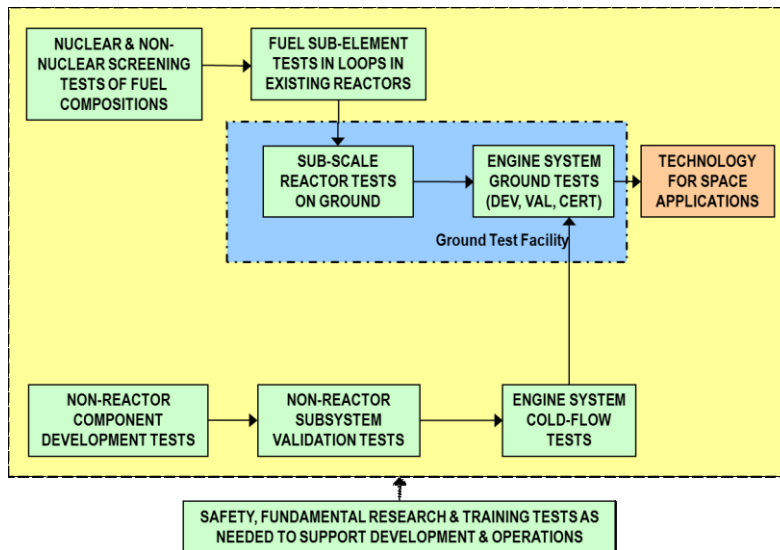 NUCLEAR & NON-
NUCLEAR SCREENING
TESTS OF FUEL
COMPOSITIONS
FUEL SUB-ELEMENT
TESTS IN LOOPS IN
EXISTING REACTORS
SUB-SCALE
REACTOR TESTS
ON GROUND
ENGINE SYSTEM
GROUND TESTS
(DEV, VAL, CERT)
TECHNOLOGY
FOR SPACE
APPLICATIONS
Ground Test Facility
NON-REACTOR
COMPONENT
DEVELOPMENT TESTS
NON-REACTOR
SUBSYSTEM
VALIDATION TESTS
ENGINE SYSTEM
COLD-FLOW
TESTS
SAFETY, FUNDAMENTAL RESEARCH & TRAINING TESTS AS
NEEDED TO SUPPORT DEVELOPMENT & OPERATIONS